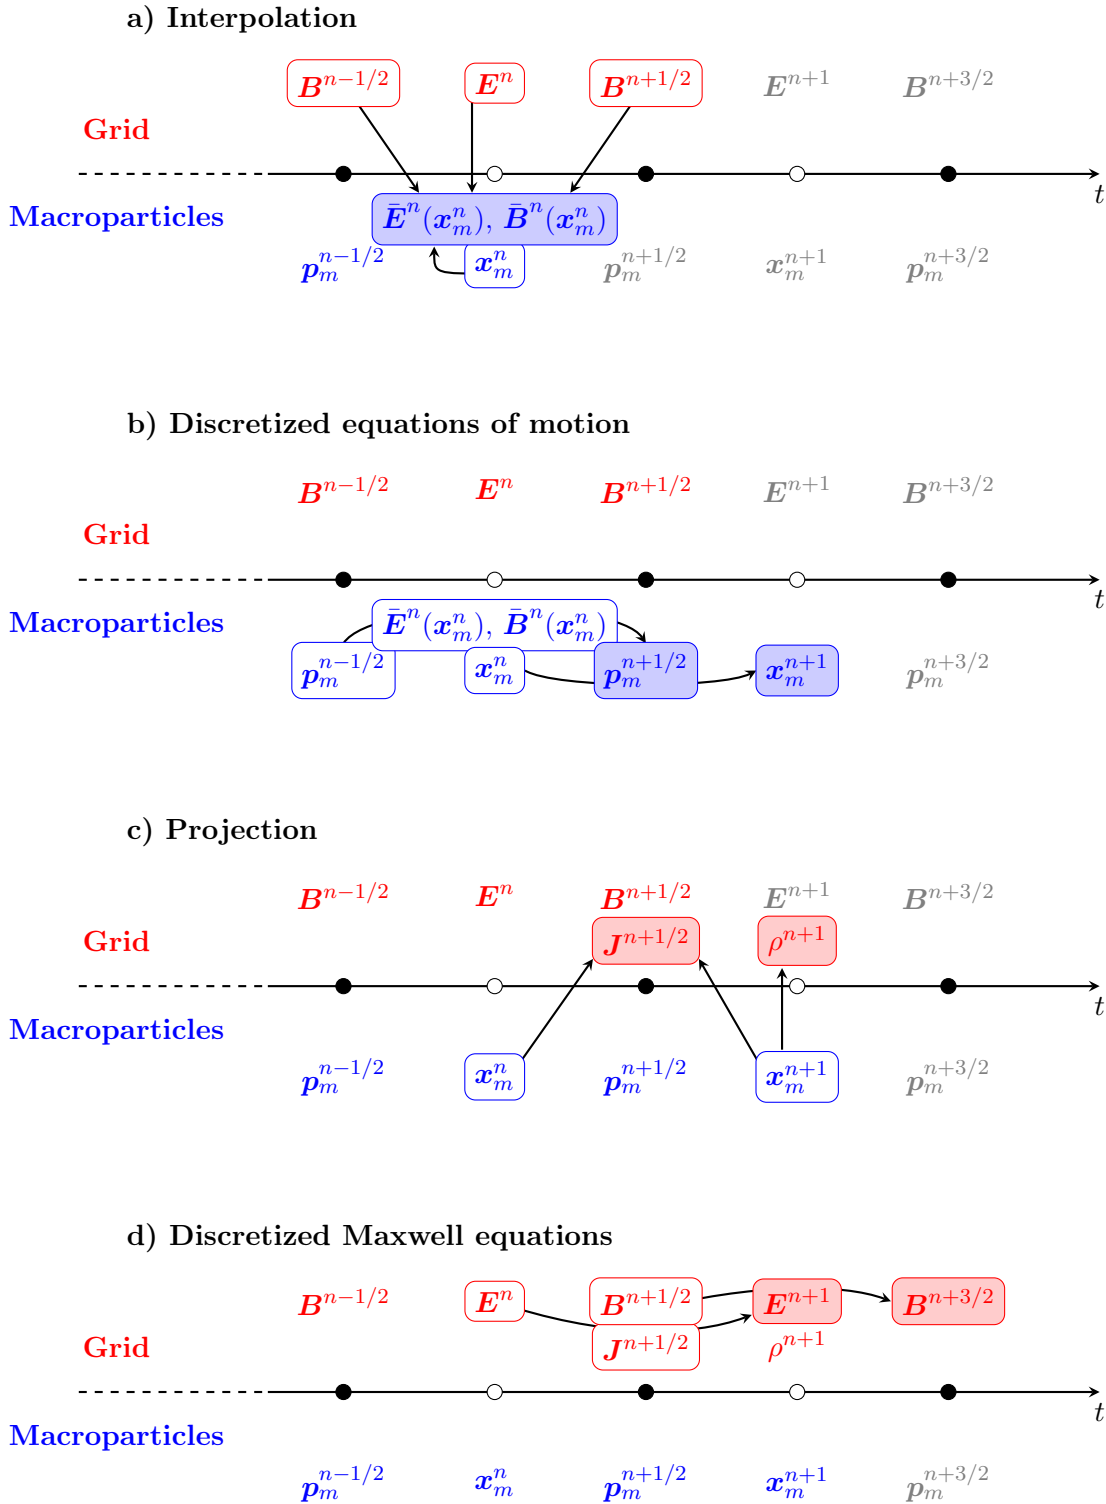 a) Interpolation
B^{n−1/2} E^n B^{n+1/2} E^{n+1} B^{n+3/2}
Grid
t
Macroparticles
Ē^n(x_m^n), B̄^n(x_m^n)
p_m^{n−1/2} x_m^n p_m^{n+1/2} x_m^{n+1} p_m^{n+3/2}
b) Discretized equations of motion
B^{n−1/2} E^n B^{n+1/2} E^{n+1} B^{n+3/2}
Grid
t
Macroparticles
Ē^n(x_m^n), B̄^n(x_m^n)
p_m^{n−1/2} x_m^n p_m^{n+1/2} x_m^{n+1} p_m^{n+3/2}
c) Projection
B^{n−1/2} E^n B^{n+1/2} E^{n+1} B^{n+3/2}
Grid J^{n+1/2} ρ^{n+1}
t
Macroparticles
p_m^{n−1/2} x_m^n p_m^{n+1/2} x_m^{n+1} p_m^{n+3/2}
d) Discretized Maxwell equations
B^{n−1/2} E^n B^{n+1/2} E^{n+1} B^{n+3/2}
Grid J^{n+1/2} ρ^{n+1}
t
Macroparticles
p_m^{n−1/2} x_m^n p_m^{n+1/2} x_m^{n+1} p_m^{n+3/2}